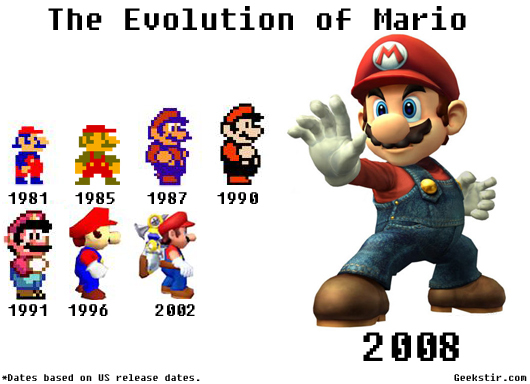 The Evolution of Mario
M
1981 1985 1987 1990
1991 1996 2002
2008
*Dates based on US release dates.
Geekstir.com